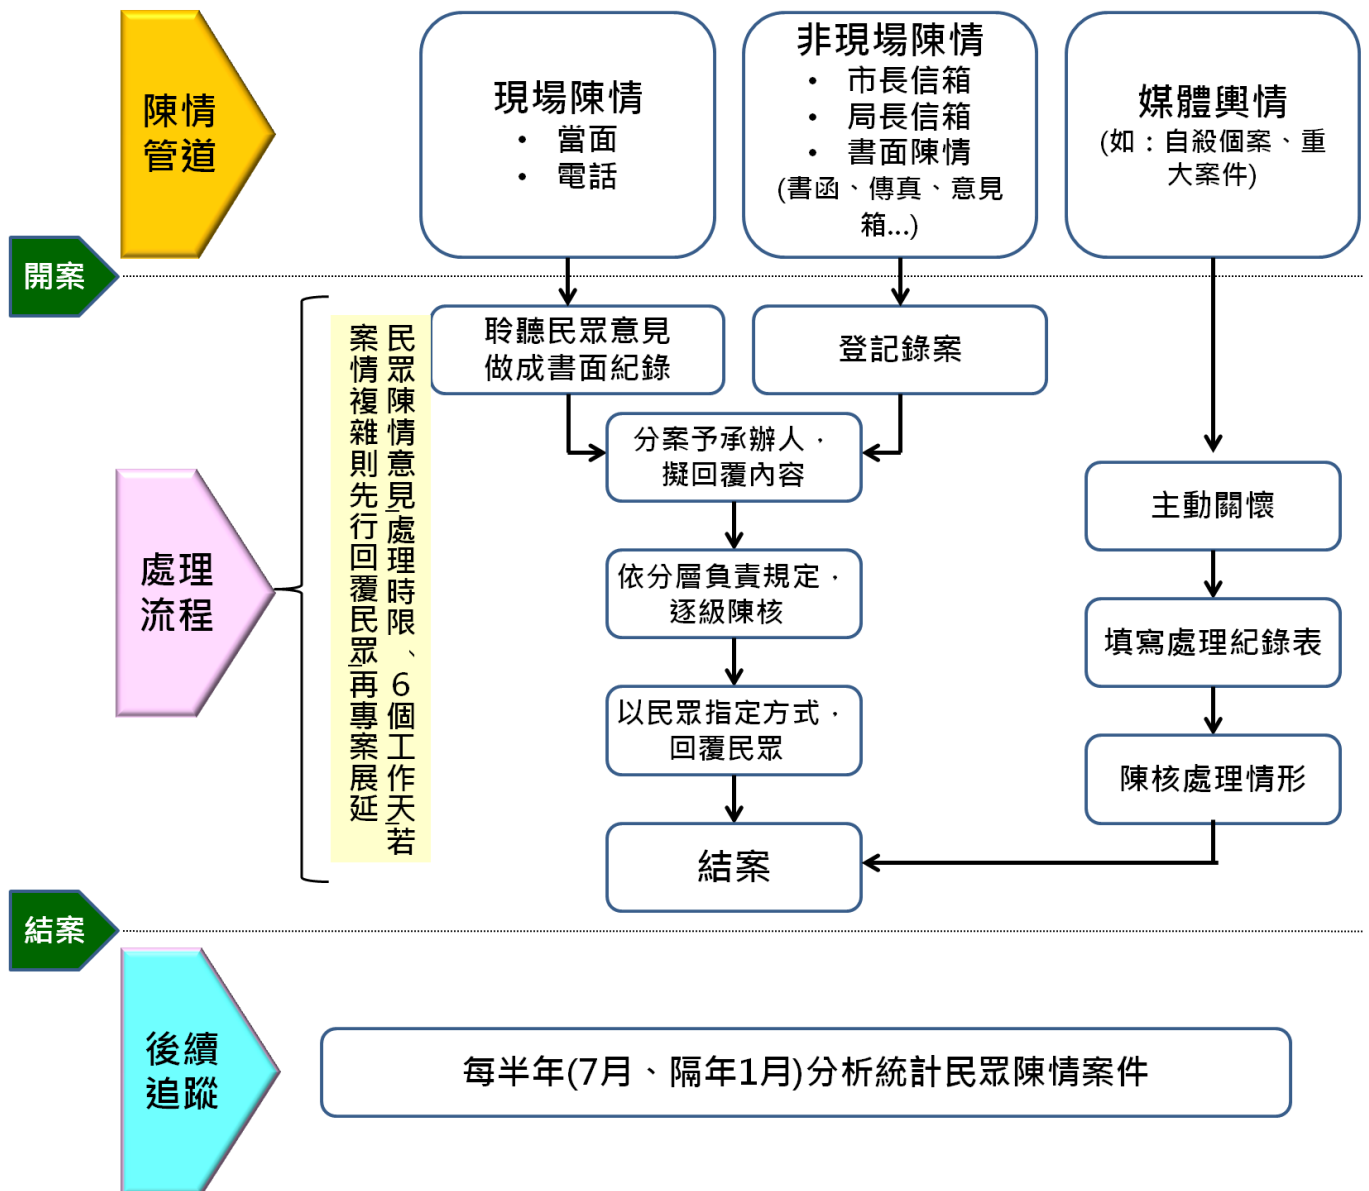 陳情
管道
現場陳情
• 當面
• 電話
非現場陳情
• 市長信箱
• 局長信箱
• 書面陳情
(書函、傳真、意見
箱...)
媒體輿情
(如：自殺個案、重
大案件)
開案
處理
流程
民眾陳情意見_處理時限、6個工作天_若
案情複雜則先行回覆民眾_再專案展延
聆聽民眾意見
做成書面紀錄
登記錄案
分案予承辦人，
擬回覆內容
依分層負責規定，
逐級陳核
以民眾指定方式，
回覆民眾
結案
主動關懷
填寫處理紀錄表
陳核處理情形
結案
後續
追蹤
每半年(7月、隔年1月)分析統計民眾陳情案件